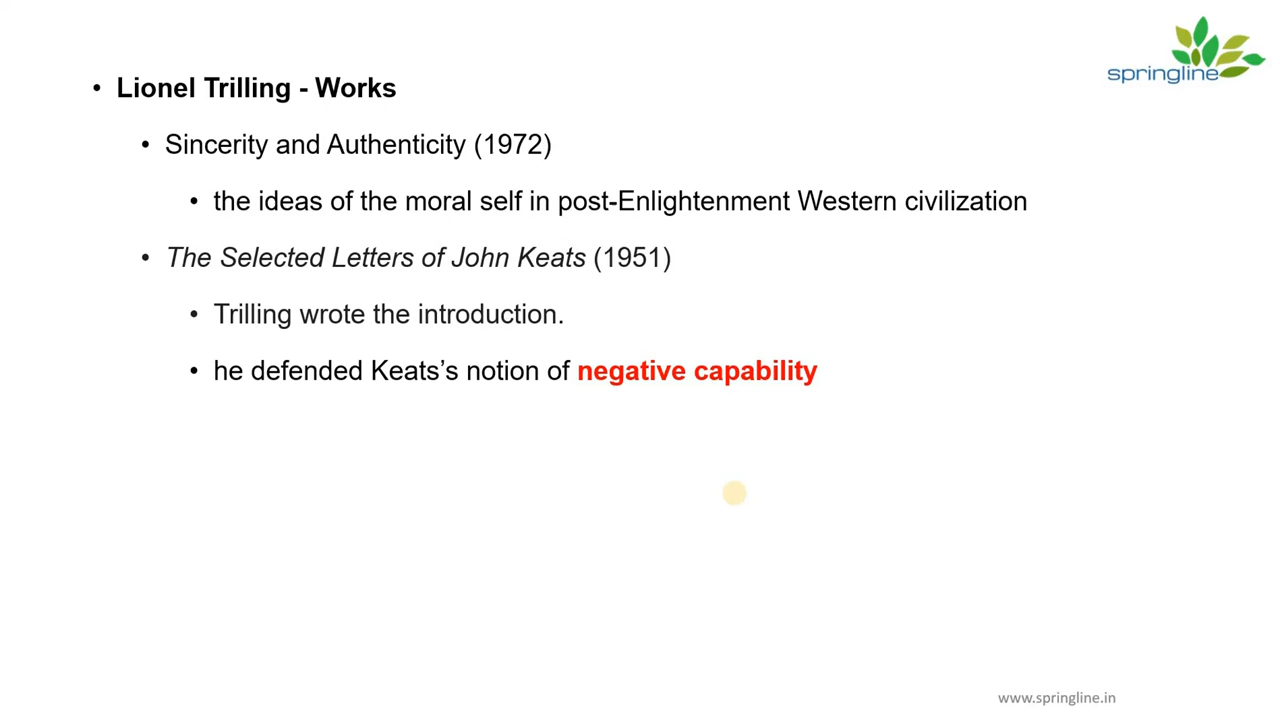 springline
• Lionel Trilling - Works
• Sincerity and Authenticity (1972)
• the ideas of the moral self in post-Enlightenment Western civilization
• The Selected Letters of John Keats (1951)
• Trilling wrote the introduction.
• he defended Keats’s notion of negative capability
www.springline.in